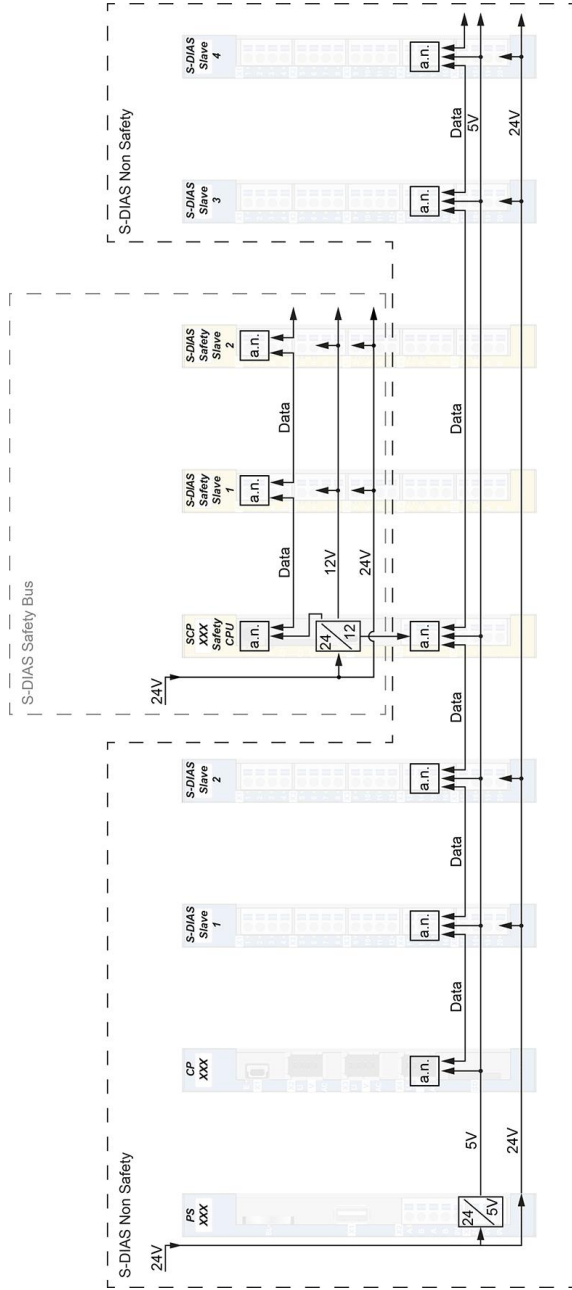 S-DIAS Safety Bus
S-DIAS Non Safety
S-DIAS Non Safety
24V
24V
PS
XXX
CP
XXX
S-DIAS
Slave
1
S-DIAS
Slave
2
SCP
XXX
Safety
CPU
S-DIAS
Safety
Slave
1
S-DIAS
Safety
Slave
2
S-DIAS
Slave
3
S-DIAS
Slave
4
a.n.
a.n.
a.n.
Data
Data
24
12
12V
24V
a.n.
a.n.
a.n.
a.n.
a.n.
a.n.
Data
Data
Data
Data
Data
24
5V
5V
5V
24V
24V